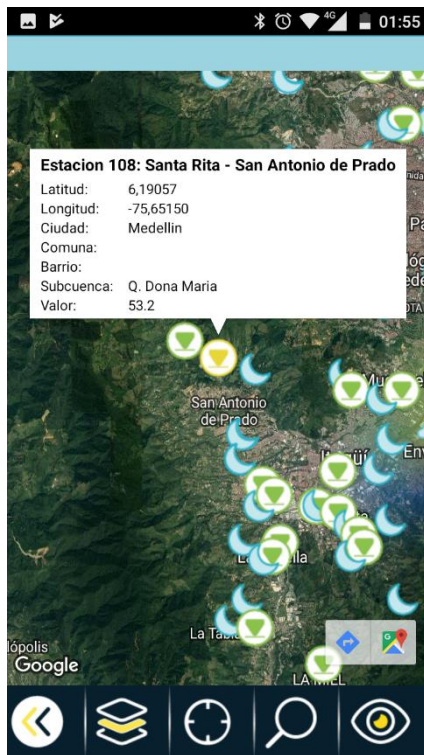 4G
01:55
Estacion 108: Santa Rita - San Antonio de Prado
Latitud: 6,19057
Longitud: -75,65150
Ciudad: Medellin
Comuna:
Barrio:
Subcuenca: Q. Dona Maria
Valor: 53.2
San Antonio
de Prado
La
Google
LA MIEL